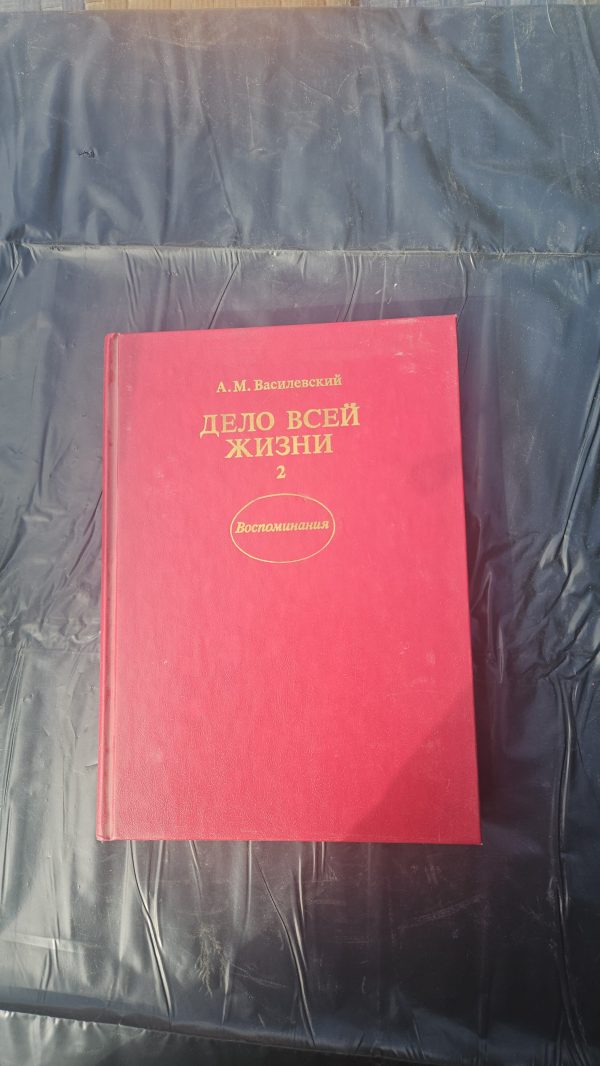 А. М. Василевский
ДЕЛО ВСЕЙ
ЖИЗНИ
2
Воспоминания